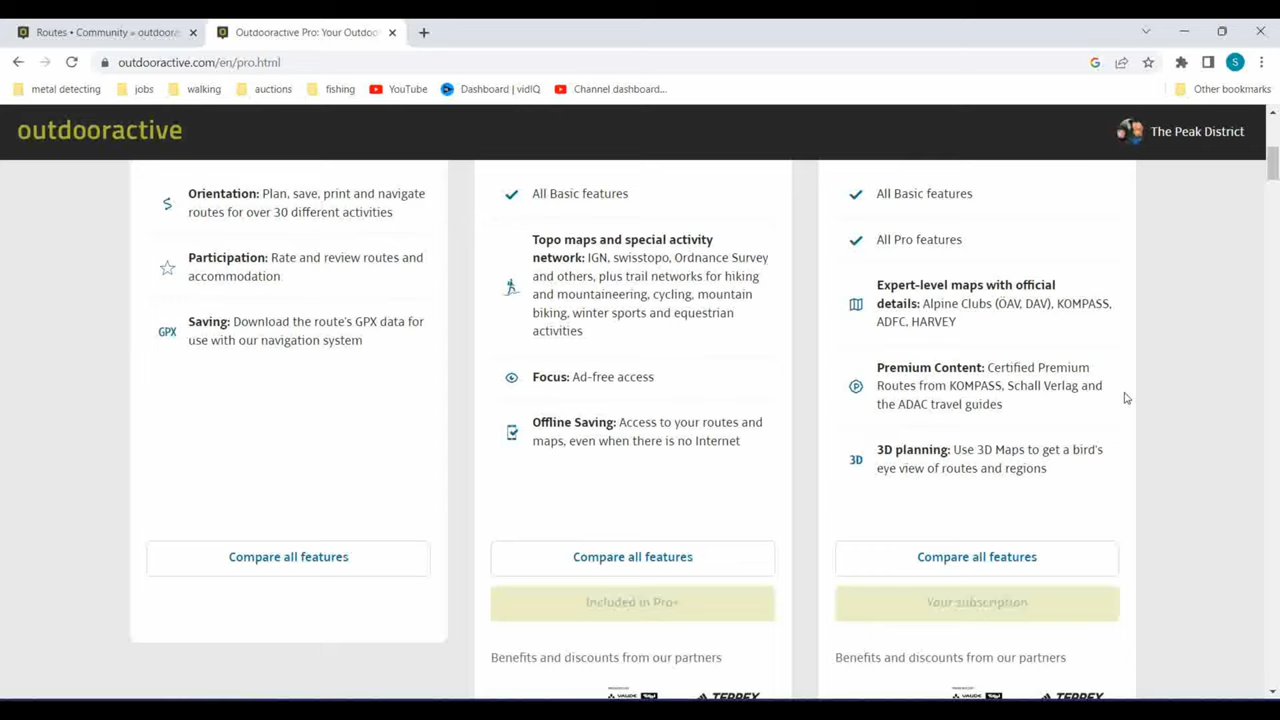 Routes • Community » outdoora
Outdooractive Pro: Your Outdoo
outdooractive.com/en/pro.html
metal detecting
jobs
walking
auctions
fishing
YouTube
Dashboard | vidIQ
Channel dashboard...
Other bookmarks
outdooractive
The Peak District
Orientation: Plan, save, print and navigate
routes for over 30 different activities
Participation: Rate and review routes and
accommodation
GPX
Saving: Download the route's GPX data for
use with our navigation system
Compare all features
All Basic features
Topo maps and special activity
network: IGN, swisstopo, Ordnance Survey
and others, plus trail networks for hiking
and mountaineering, cycling, mountain
biking, winter sports and equestrian
activities
Focus: Ad-free access
Offline Saving: Access to your routes and
maps, even when there is no Internet
Compare all features
Included in Pro+
Benefits and discounts from our partners
VAUDE
TERREX
All Basic features
All Pro features
Expert-level maps with official
details: Alpine Clubs (ÖAV, DAV), KOMPASS,
ADFC, HARVEY
Premium Content: Certified Premium
Routes from KOMPASS, Schall Verlag and
the ADAC travel guides
3D
3D planning: Use 3D Maps to get a bird's
eye view of routes and regions
Compare all features
Your subscription
Benefits and discounts from our partners
VAUDE
TERREX